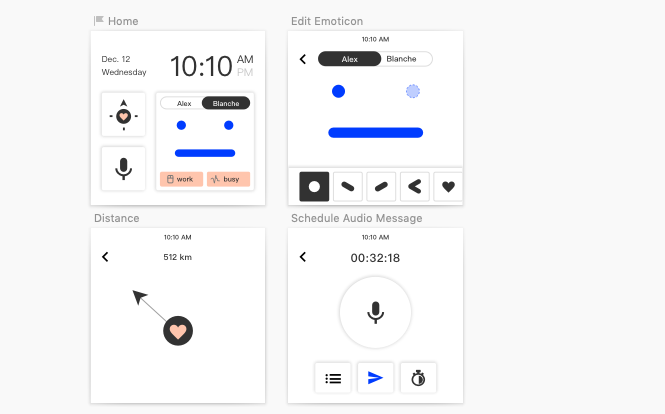 Home
Dec. 12
Wednesday
10:10 AM
PM
Alex Blanche
work busy
Edit Emoticon
10:10 AM
Alex Blanche
Distance
10:10 AM
512 km
Schedule Audio Message
10:10 AM
00:32:18